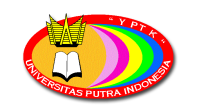 " Y P T K "
UNIVERSITAS PUTRA INDONESIA